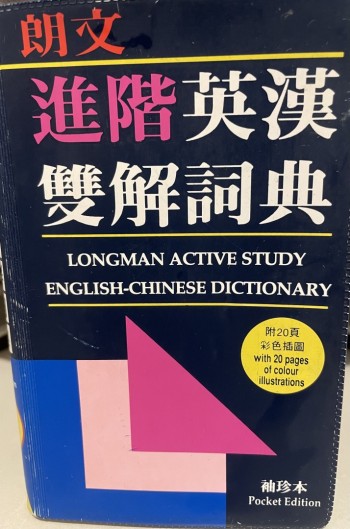 朗文
進階英漢
雙解詞典
LONGMAN ACTIVE STUDY
ENGLISH-CHINESE DICTIONARY
附20頁
彩色插圖
with 20 pages
of colour
illustrations
袖珍本
Pocket Edition